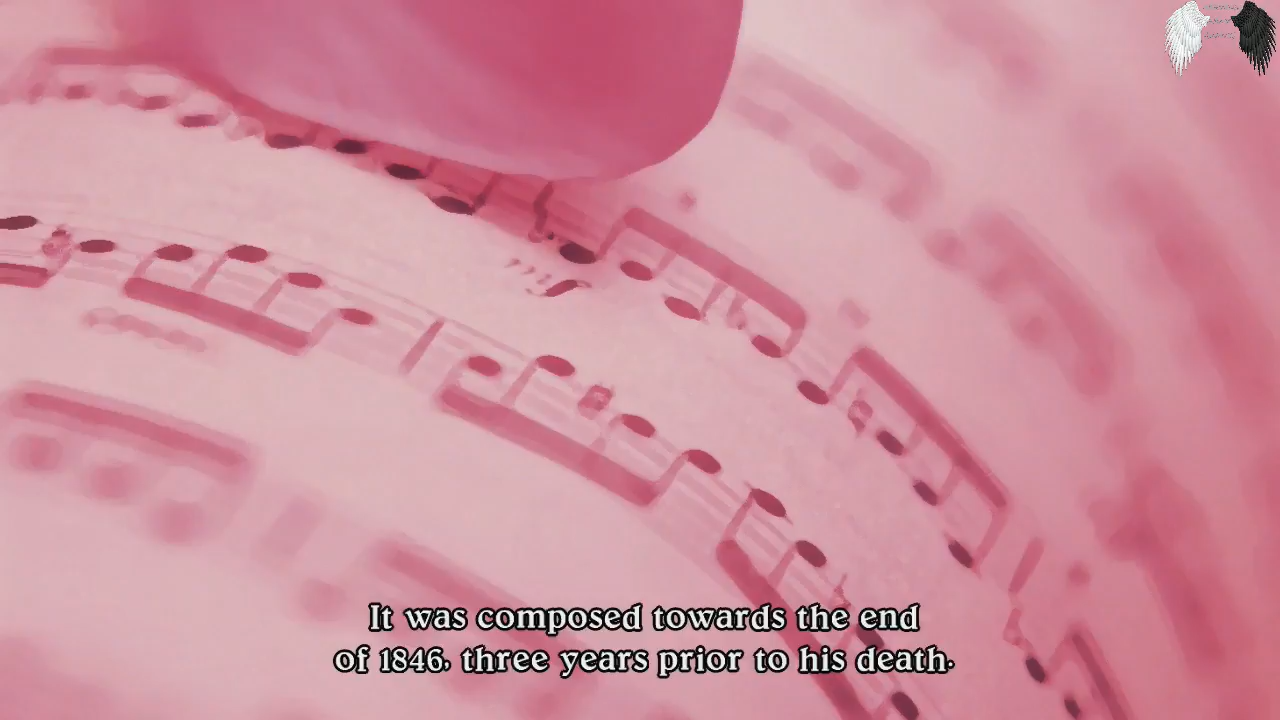 It was composed towards the end
of 1846. three years prior to his death.